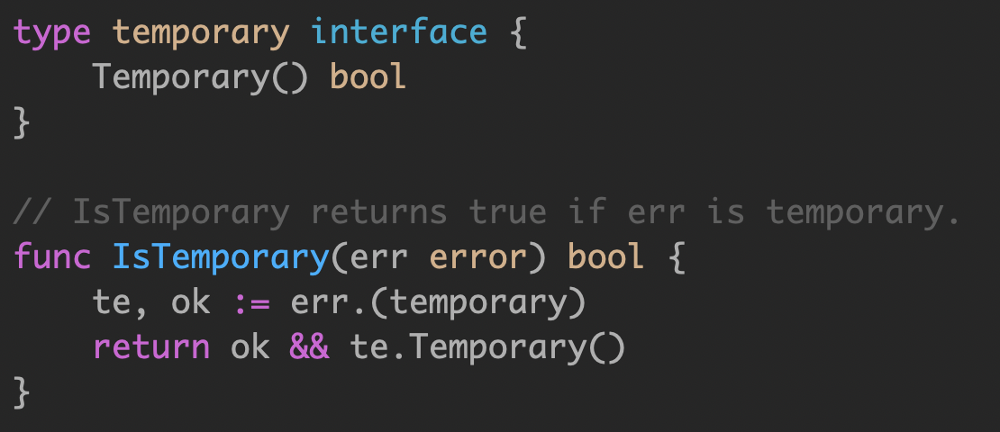 type temporary interface {
    Temporary() bool
}

// IsTemporary returns true if err is temporary.
func IsTemporary(err error) bool {
    te, ok := err.(temporary)
    return ok && te.Temporary()
}